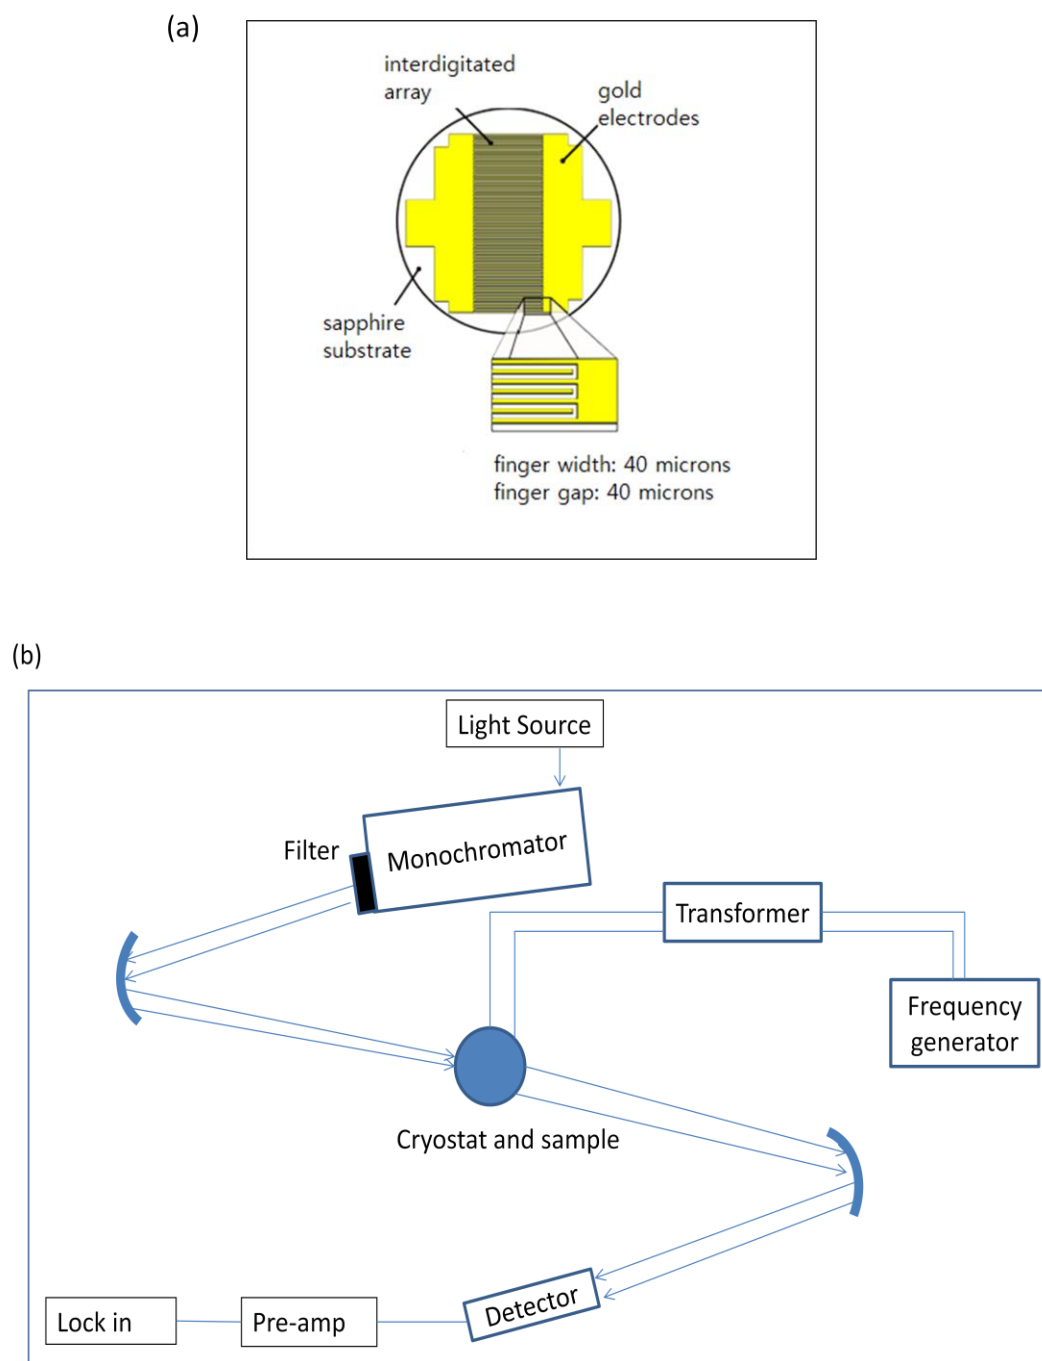 (a)
interdigitated
array
gold
electrodes
sapphire
substrate
finger width: 40 microns
finger gap: 40 microns
(b)
Light Source
Filter
Monochromator
Transformer
Frequency
generator
Cryostat and sample
Detector
Pre-amp
Lock in